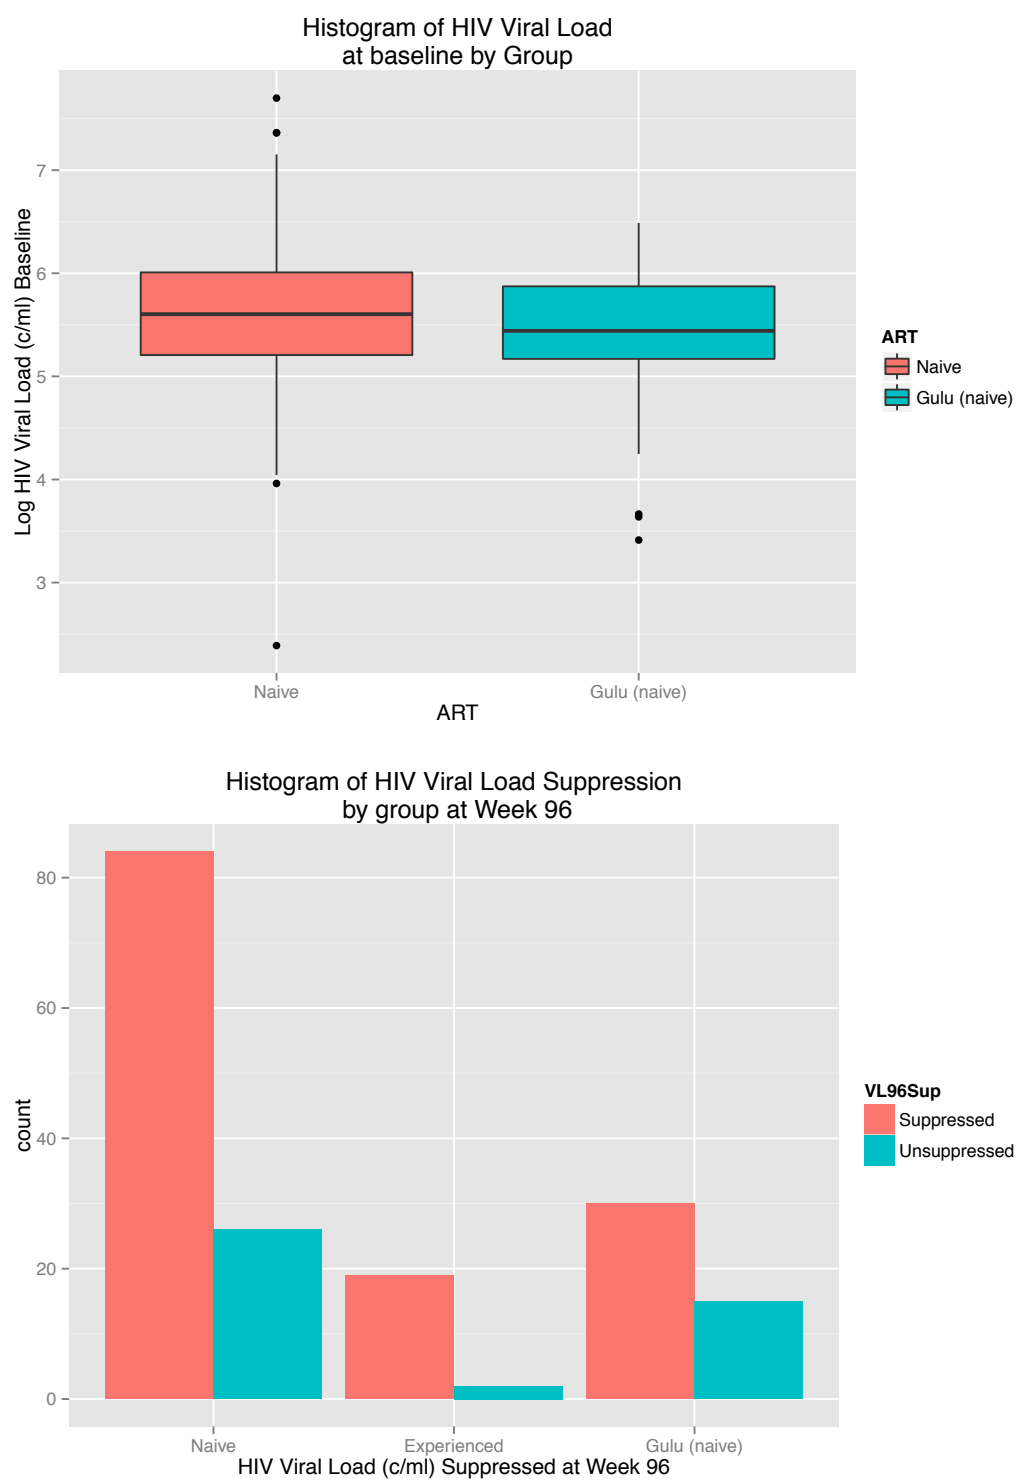 Histogram of HIV Viral Load
at baseline by Group
Log HIV Viral Load (c/ml) Baseline
7
6
5
4
3
Naive
Gulu (naive)
ART
ART
Naive
Gulu (naive)
Histogram of HIV Viral Load Suppression
by group at Week 96
count
80
60
40
20
0
Naive
Experienced
Gulu (naive)
HIV Viral Load (c/ml) Suppressed at Week 96
VL96Sup
Suppressed
Unsuppressed